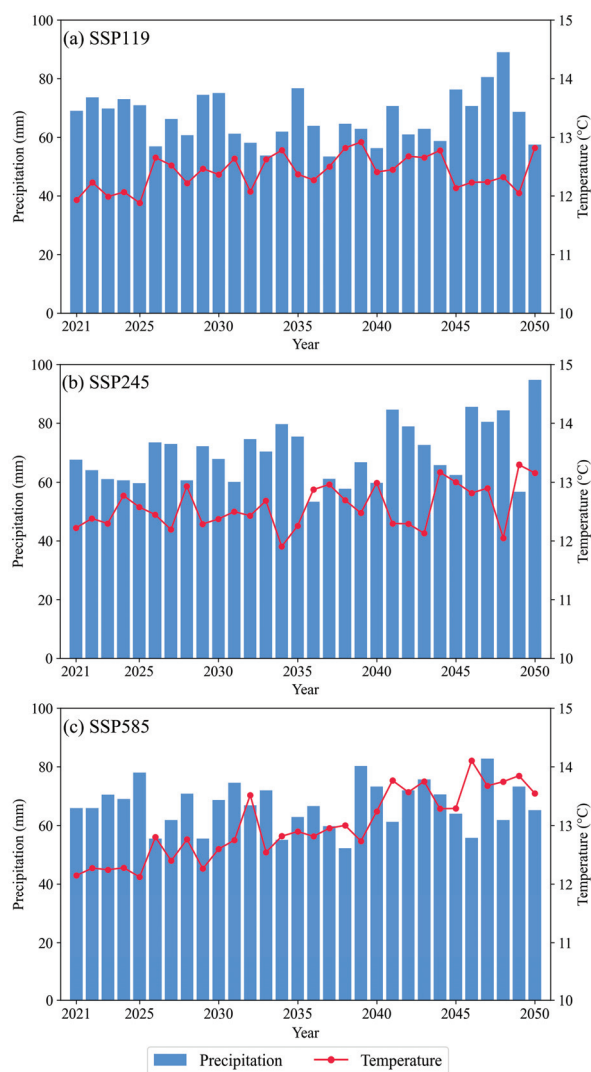 (a) SSP119
100
80
60
40
20
0
Precipitation (mm)
15
14
13
12
11
10
Temperature (°C)
2021 2025 2030 2035 2040 2045 2050
Year
(b) SSP245
100
80
60
40
20
0
Precipitation (mm)
15
14
13
12
11
10
Temperature (°C)
2021 2025 2030 2035 2040 2045 2050
Year
(c) SSP585
100
80
60
40
20
0
Precipitation (mm)
15
14
13
12
11
10
Temperature (°C)
2021 2025 2030 2035 2040 2045 2050
Year
Precipitation Temperature